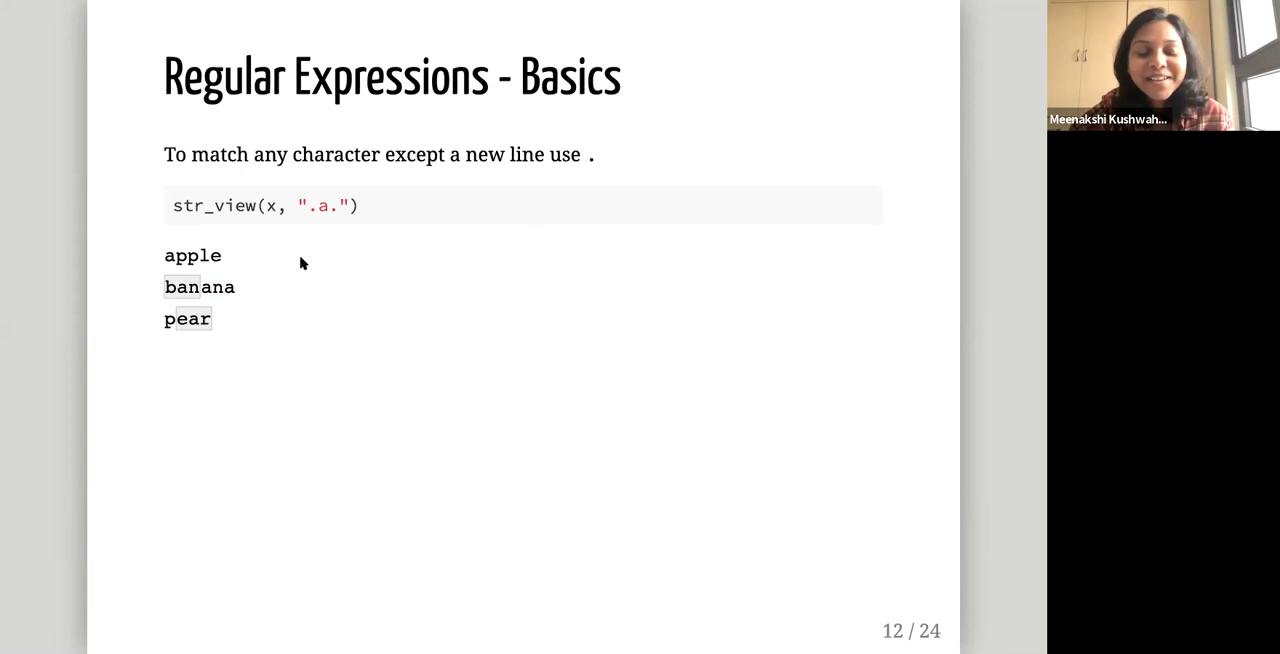 Regular Expressions - Basics
To match any character except a new line use .
str_view(x, ".a.")
apple
banana
pear
12 / 24
Meenakshi Kushwah...